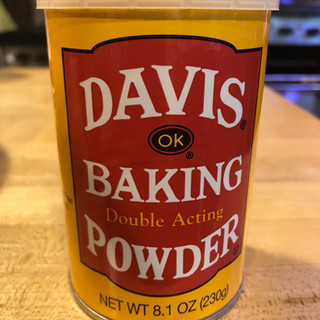 DAVIS®
OK®
BAKING
Double Acting
POWDER®
NET WT 8.1 OZ (230g)